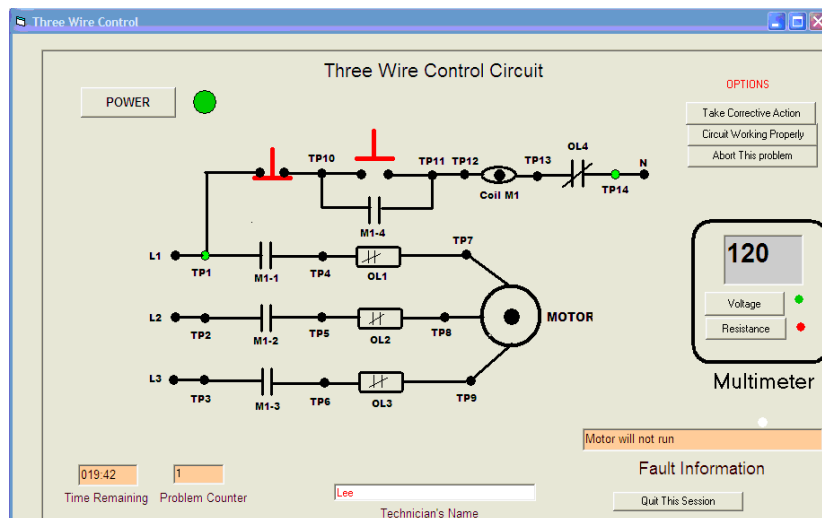 Three Wire Control
Three Wire Control Circuit
POWER
OPTIONS
Take Corrective Action
Circuit Working Properly
Abort This problem
TP10
TP11
TP12
TP13
OL4
N
TP14
Coil M1
M1-4
L1
TP1
M1-1
TP4
OL1
TP7
L2
TP2
M1-2
TP5
OL2
TP8
MOTOR
L3
TP3
M1-3
TP6
OL3
TP9
120
Voltage
Resistance
Multimeter
Motor will not run
Fault Information
Quit This Session
019:42
Time Remaining
1
Problem Counter
Lee
Technician's Name